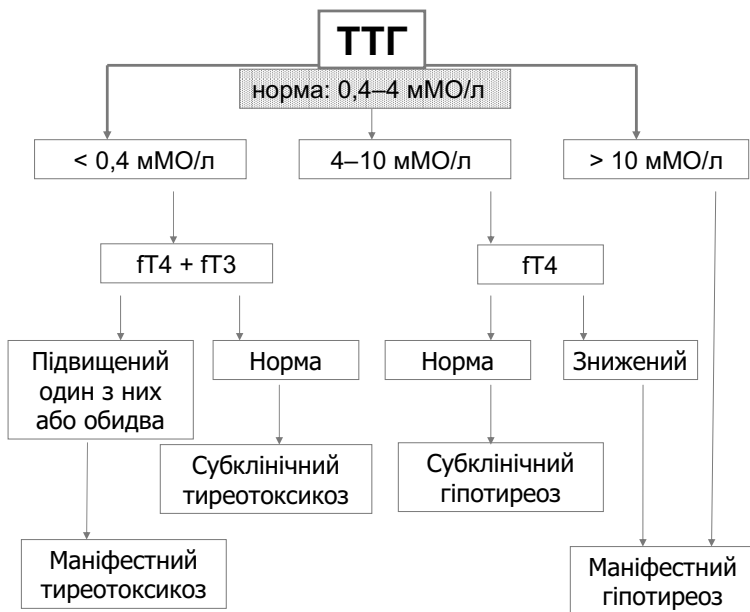 ТТГ
норма: 0,4–4 мМО/л
< 0,4 мМО/л
4–10 мМО/л
> 10 мМО/л
fT4 + fT3
fT4
Підвищений
один з них
або обидва
Норма
Норма
Знижений
Субклінічний
тиреотоксикоз
Субклінічний
гіпотиреоз
Маніфестний
тиреотоксикоз
Маніфестний
гіпотиреоз